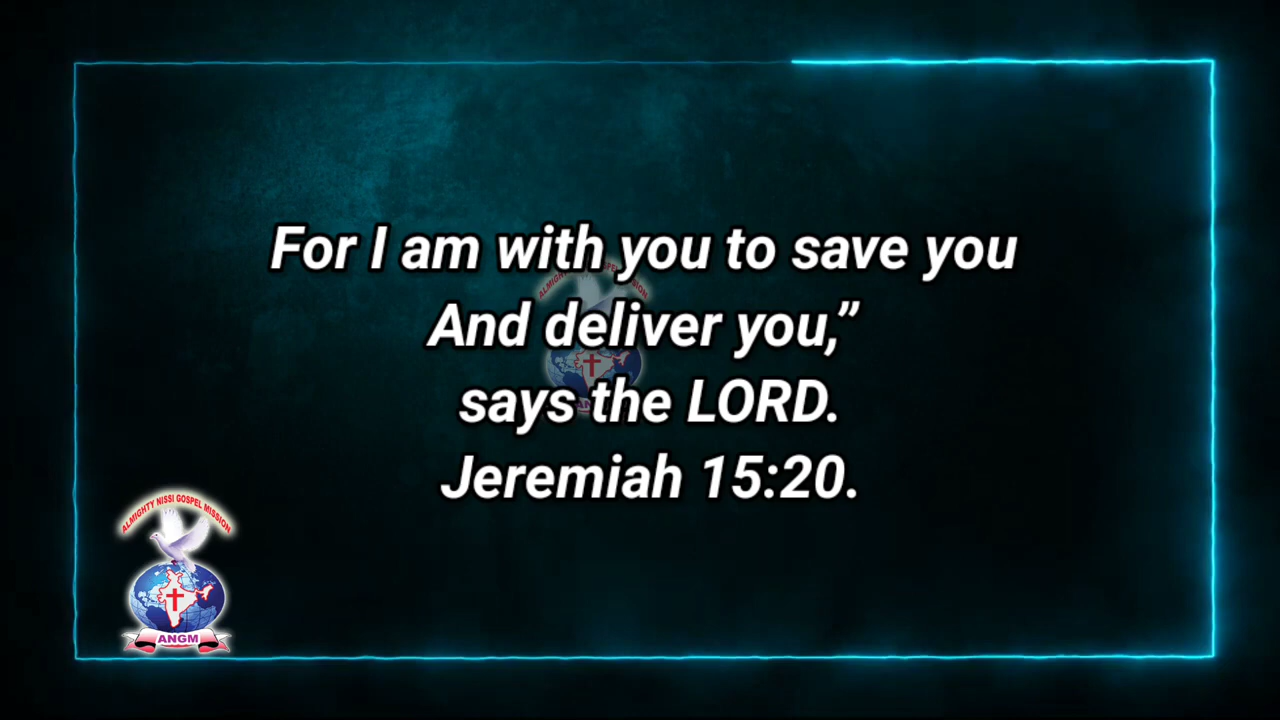 For I am with you to save you
And deliver you,”
says the LORD.
Jeremiah 15:20.
ALMIGHTY NISSI GOSPEL MISSION
ANGM